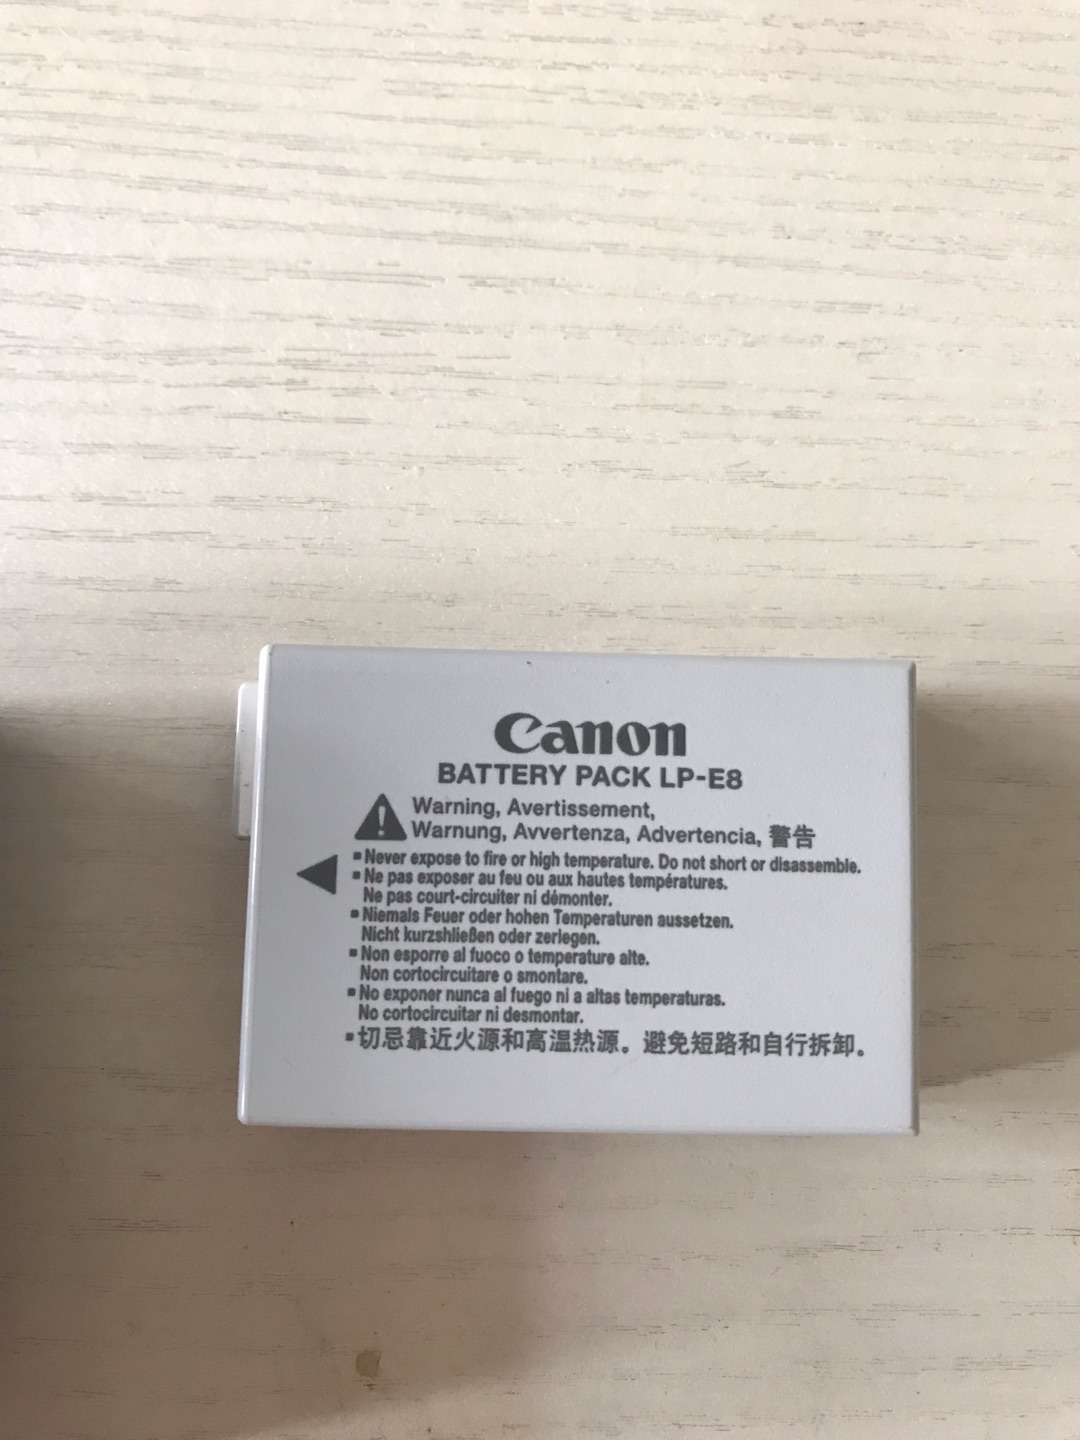 Canon
BATTERY PACK LP-E8
Warning, Avertissement,
Warnung, Avvertenza, Advertencia, 警告
▪ Never expose to fire or high temperature. Do not short or disassemble.
▪ Ne pas exposer au feu ou aux hautes températures.
Ne pas court-circuiter ni démonter.
▪ Niemals Feuer oder hohen Temperaturen aussetzen.
Nicht kurzshließen oder zerlegen.
▪ Non esporre al fuoco o temperature alte.
Non cortocircuitare o smontare.
▪ No exponer nunca al fuego ni a altas temperaturas.
No cortocircuitar ni desmontar.
▪ 切忌靠近火源和高温热源。避免短路和自行拆卸。